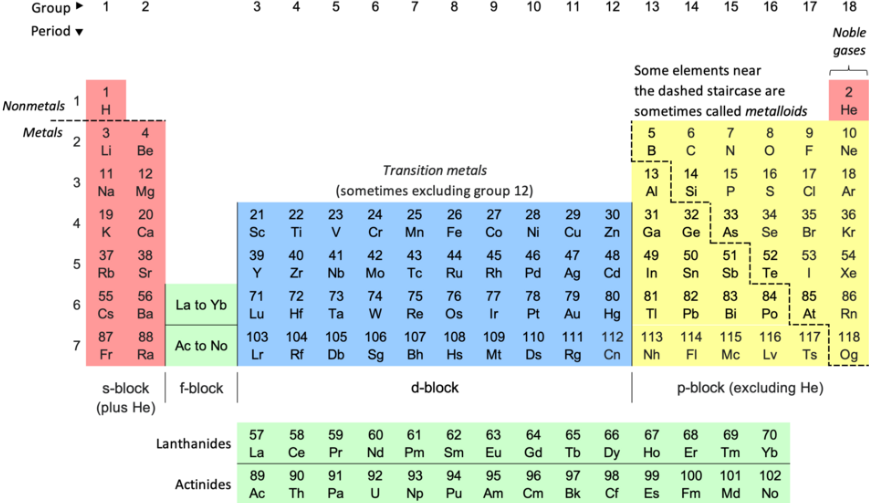 Group ► 1 2 3 4 5 6 7 8 9 10 11 12 13 14 15 16 17 18
Period ▼
Noble
gases
Some elements near
the dashed staircase are
sometimes called metalloids
Nonmetals
Metals
1
1 2
H He
2
3 4 5 6 7 8 9 10
Li Be B C N O F Ne
Transition metals
(sometimes excluding group 12)
3
11 12 13 14 15 16 17 18
Na Mg Al Si P S Cl Ar
4
19 20 21 22 23 24 25 26 27 28 29 30 31 32 33 34 35 36
K Ca Sc Ti V Cr Mn Fe Co Ni Cu Zn Ga Ge As Se Br Kr
5
37 38 39 40 41 42 43 44 45 46 47 48 49 50 51 52 53 54
Rb Sr Y Zr Nb Mo Tc Ru Rh Pd Ag Cd In Sn Sb Te I Xe
6
55 56 La to Yb 71 72 73 74 75 76 77 78 79 80 81 82 83 84 85 86
Cs Ba Lu Hf Ta W Re Os Ir Pt Au Hg Tl Pb Bi Po At Rn
7
87 88 Ac to No 103 104 105 106 107 108 109 110 111 112 113 114 115 116 117 118
Fr Ra Lr Rf Db Sg Bh Hs Mt Ds Rg Cn Nh Fl Mc Lv Ts Og
s-block f-block d-block p-block (excluding He)
(plus He)
Lanthanides
57 58 59 60 61 62 63 64 65 66 67 68 69 70
La Ce Pr Nd Pm Sm Eu Gd Tb Dy Ho Er Tm Yb
Actinides
89 90 91 92 93 94 95 96 97 98 99 100 101 102
Ac Th Pa U Np Pu Am Cm Bk Cf Es Fm Md No